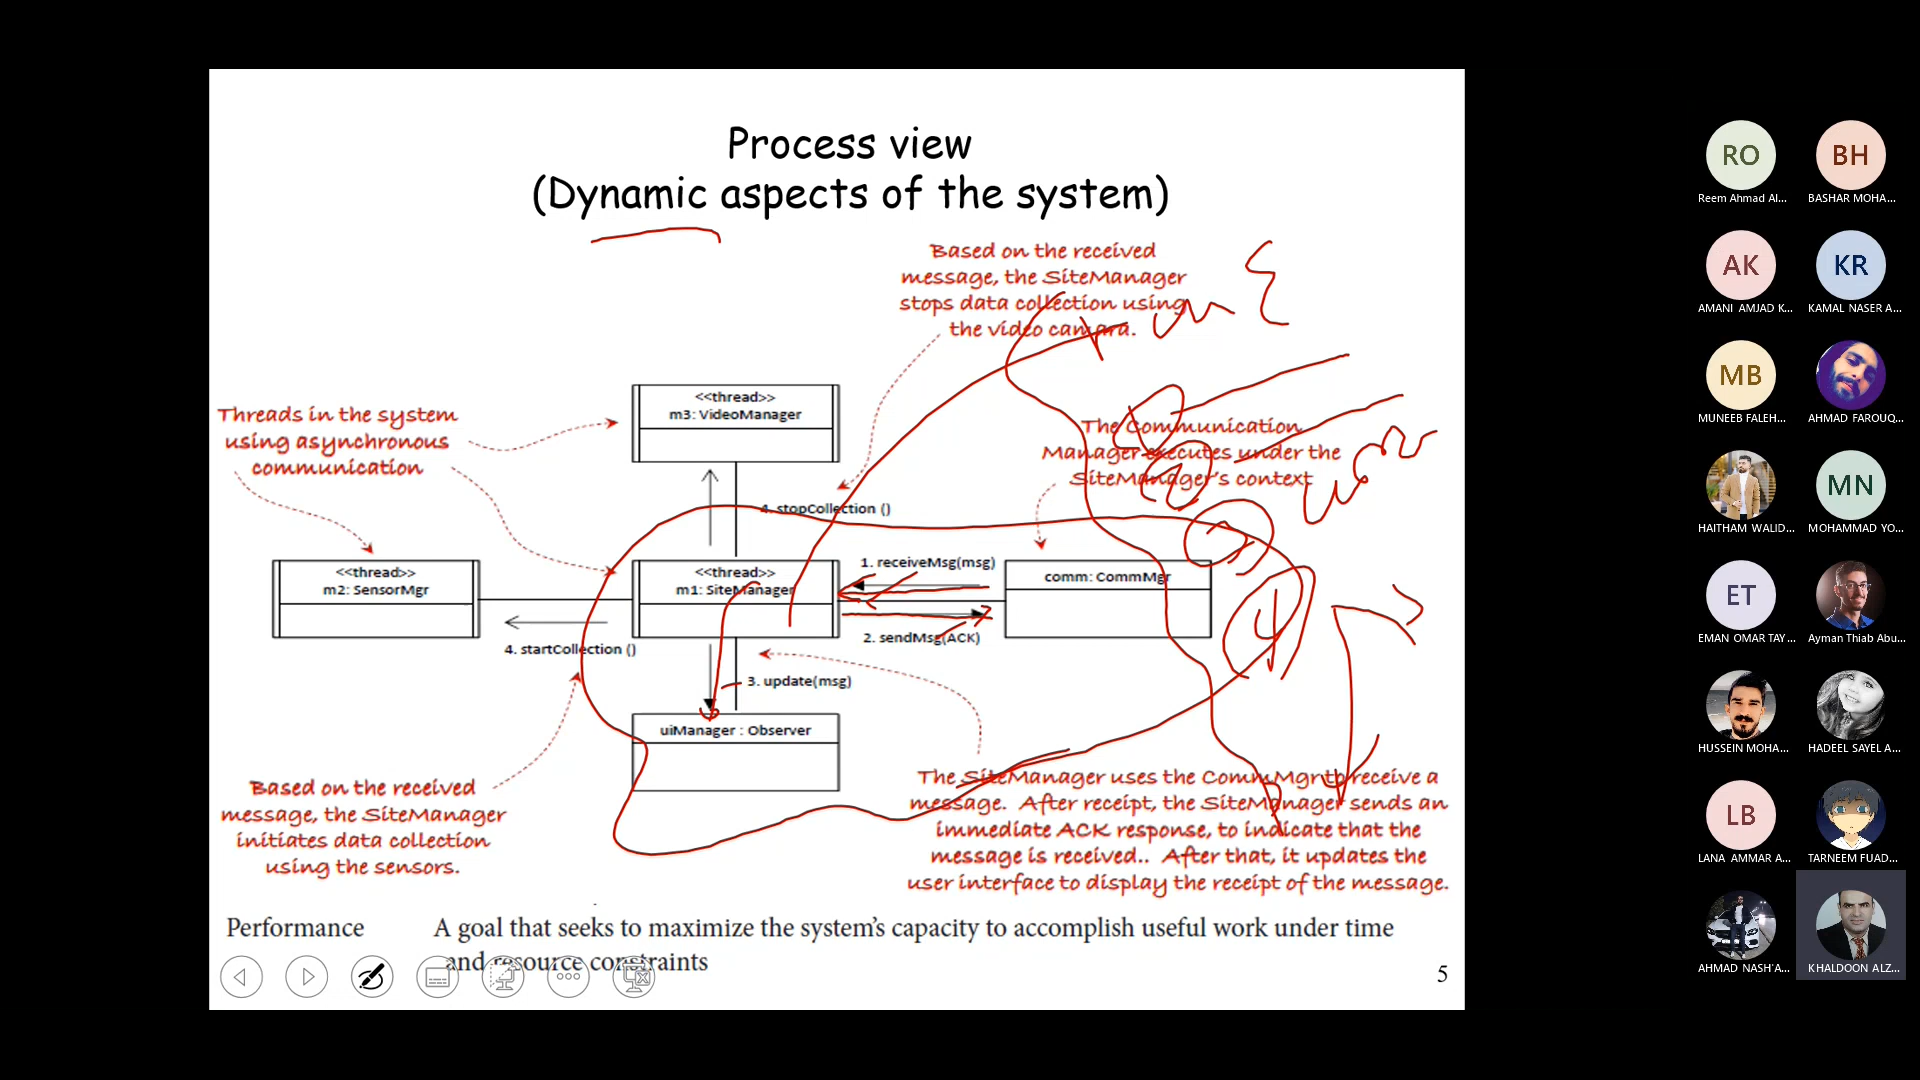 Process view
(Dynamic aspects of the system)
Based on the received
message, the SiteManager
stops data collection using
the video camara.
<<thread>>
m3: VideoManager
Threads in the system
using asynchronous
communication
The Communication
Manager executes under the
SiteManager's context
4. stopCollection ()
<<thread>>
m2: SensorMgr
<<thread>>
m1: SiteManager
1. receiveMsg(msg)
comm: CommMgr
2. sendMsg(ACK)
4. startCollection ()
3. update(msg)
uiManager : Observer
Based on the received
message, the SiteManager
initiates data collection
using the sensors.
The SiteManager uses the CommMgr to receive a
message. After receipt, the SiteManager sends an
immediate ACK response, to indicate that the
message is received.. After that, it updates the
user interface to display the receipt of the message.
Performance A goal that seeks to maximize the system's capacity to accomplish useful work under time
and resource constraints
5
RO
Reem Ahmad Al...
BH
BASHAR MOHA...
AK
AMANI AMJAD K...
KR
KAMAL NASER A...
MB
MUNEEB FALEH...
AHMAD FAROUQ...
HAITHAM WALID...
MN
MOHAMMAD YO...
ET
EMAN OMAR TAY...
Ayman Thiab Abu...
HUSSEIN MOHA...
HADEEL SAYEL A...
LB
LANA AMMAR A...
TARNEEM FUAD...
AHMAD NASH'A...
KHALDOON ALZ...